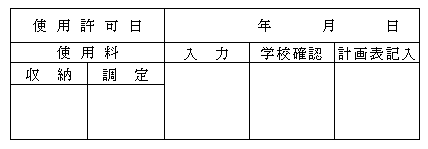 使用許可日 年 月 日
使用料 入力 学校確認 計画表記入
収納 調定